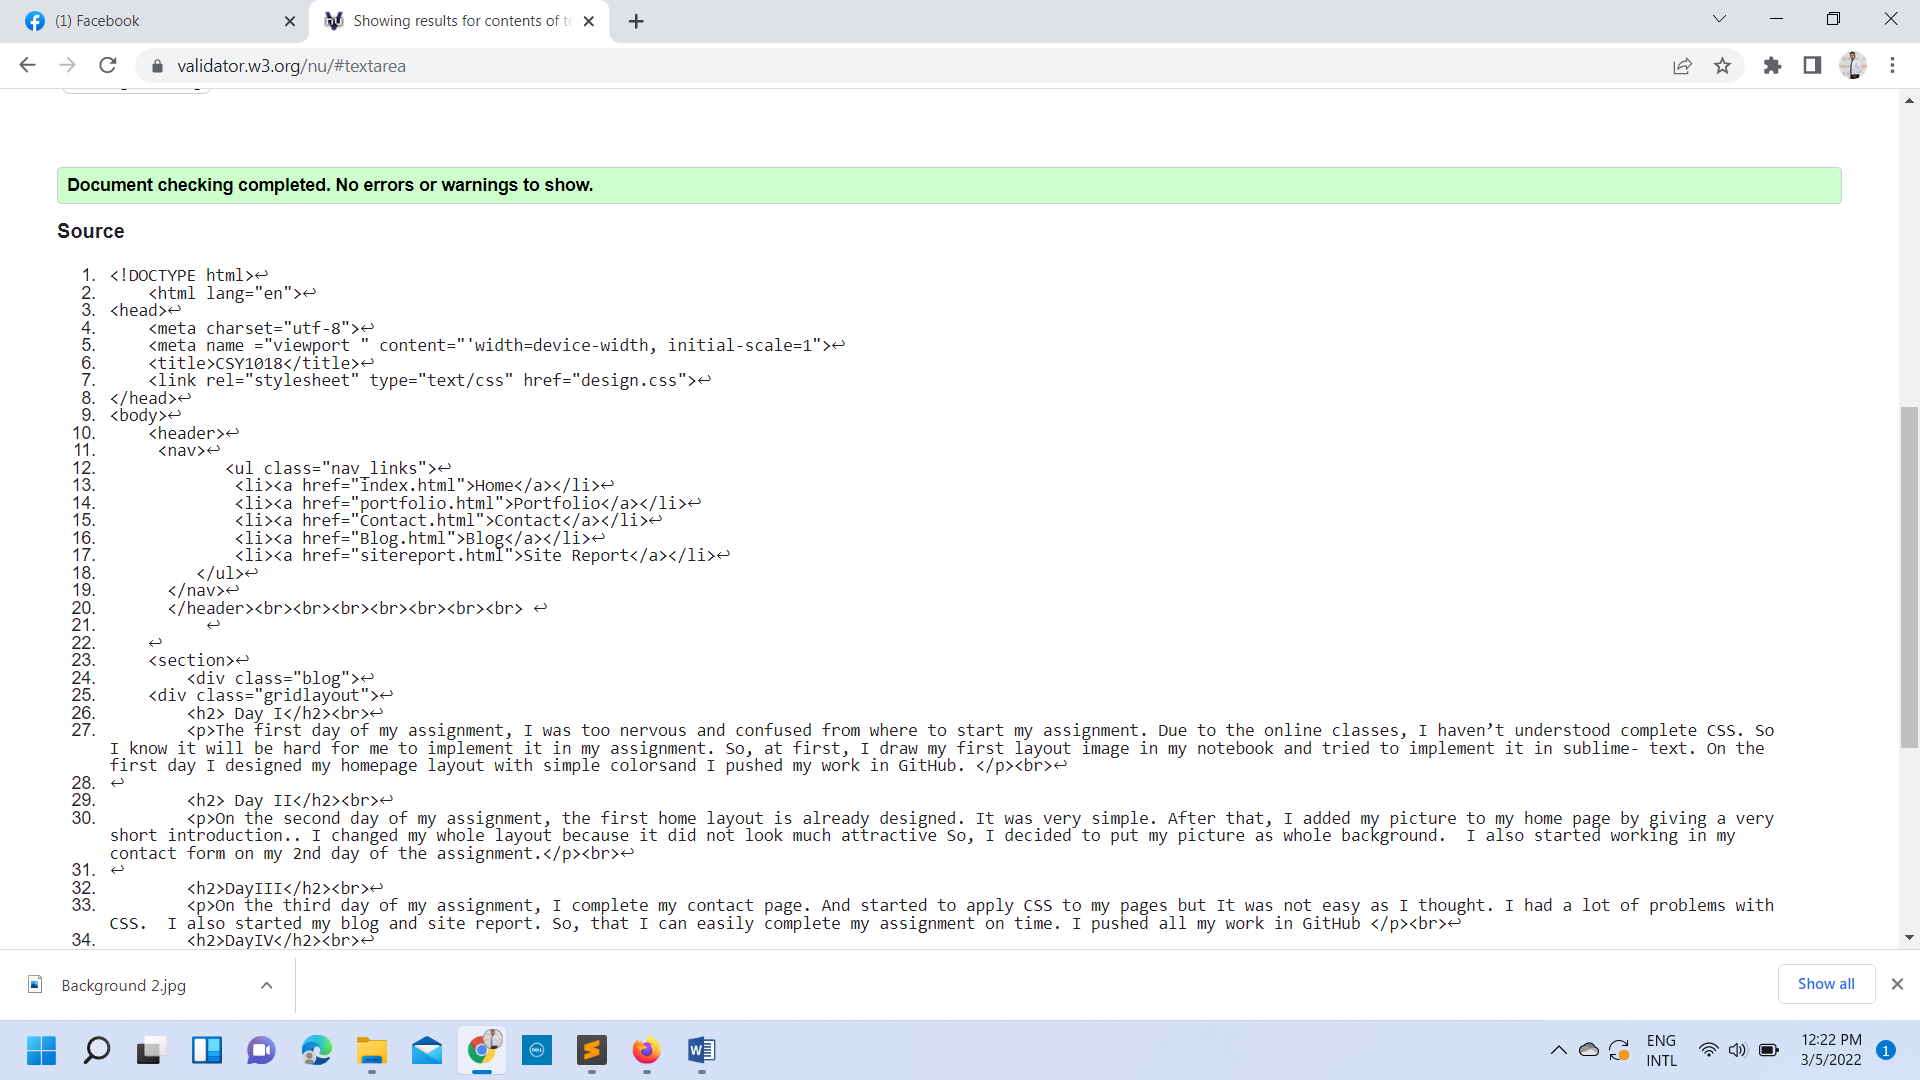 (1) Facebook
Showing results for contents of te
validator.w3.org/nu/#textarea
Document checking completed. No errors or warnings to show.
Source
1. <!DOCTYPE html>↩
2. <html lang="en">↩
3. <head>↩
4. <meta charset="utf-8">↩
5. <meta name ="viewport " content="'width=device-width, initial-scale=1">↩
6. <title>CSY1018</title>↩
7. <link rel="stylesheet" type="text/css" href="design.css">↩
8. </head>↩
9. <body>↩
10. <header>↩
11. <nav>↩
12. <ul class="nav_links">↩
13. <li><a href="Index.html">Home</a></li>↩
14. <li><a href="portfolio.html">Portfolio</a></li>↩
15. <li><a href="Contact.html">Contact</a></li>↩
16. <li><a href="Blog.html">Blog</a></li>↩
17. <li><a href="sitereport.html">Site Report</a></li>↩
18. </ul>↩
19. </nav>↩
20. </header><br><br><br><br><br><br><br> ↩
21. ↩
22. ↩
23. <section>↩
24. <div class="blog">↩
25. <div class="gridlayout">↩
26. <h2> Day I</h2><br>↩
27. <p>The first day of my assignment, I was too nervous and confused from where to start my assignment. Due to the online classes, I haven’t understood complete CSS. So
I know it will be hard for me to implement it in my assignment. So, at first, I draw my first layout image in my notebook and tried to implement it in sublime- text. On the
first day I designed my homepage layout with simple colorsand I pushed my work in GitHub. </p><br>↩
28. ↩
29. <h2> Day II</h2><br>↩
30. <p>On the second day of my assignment, the first home layout is already designed. It was very simple. After that, I added my picture to my home page by giving a very
short introduction.. I changed my whole layout because it did not look much attractive So, I decided to put my picture as whole background.  I also started working in my
contact form on my 2nd day of the assignment.</p><br>↩
31. ↩
32. <h2>DayIII</h2><br>↩
33. <p>On the third day of my assignment, I complete my contact page. And started to apply CSS to my pages but It was not easy as I thought. I had a lot of problems with
CSS.  I also started my blog and site report. So, that I can easily complete my assignment on time. I pushed all my work in GitHub </p><br>↩
34. <h2>DayIV</h2><br>↩
Background 2.jpg
Show all
ENG
INTL
12:22 PM
3/5/2022
1